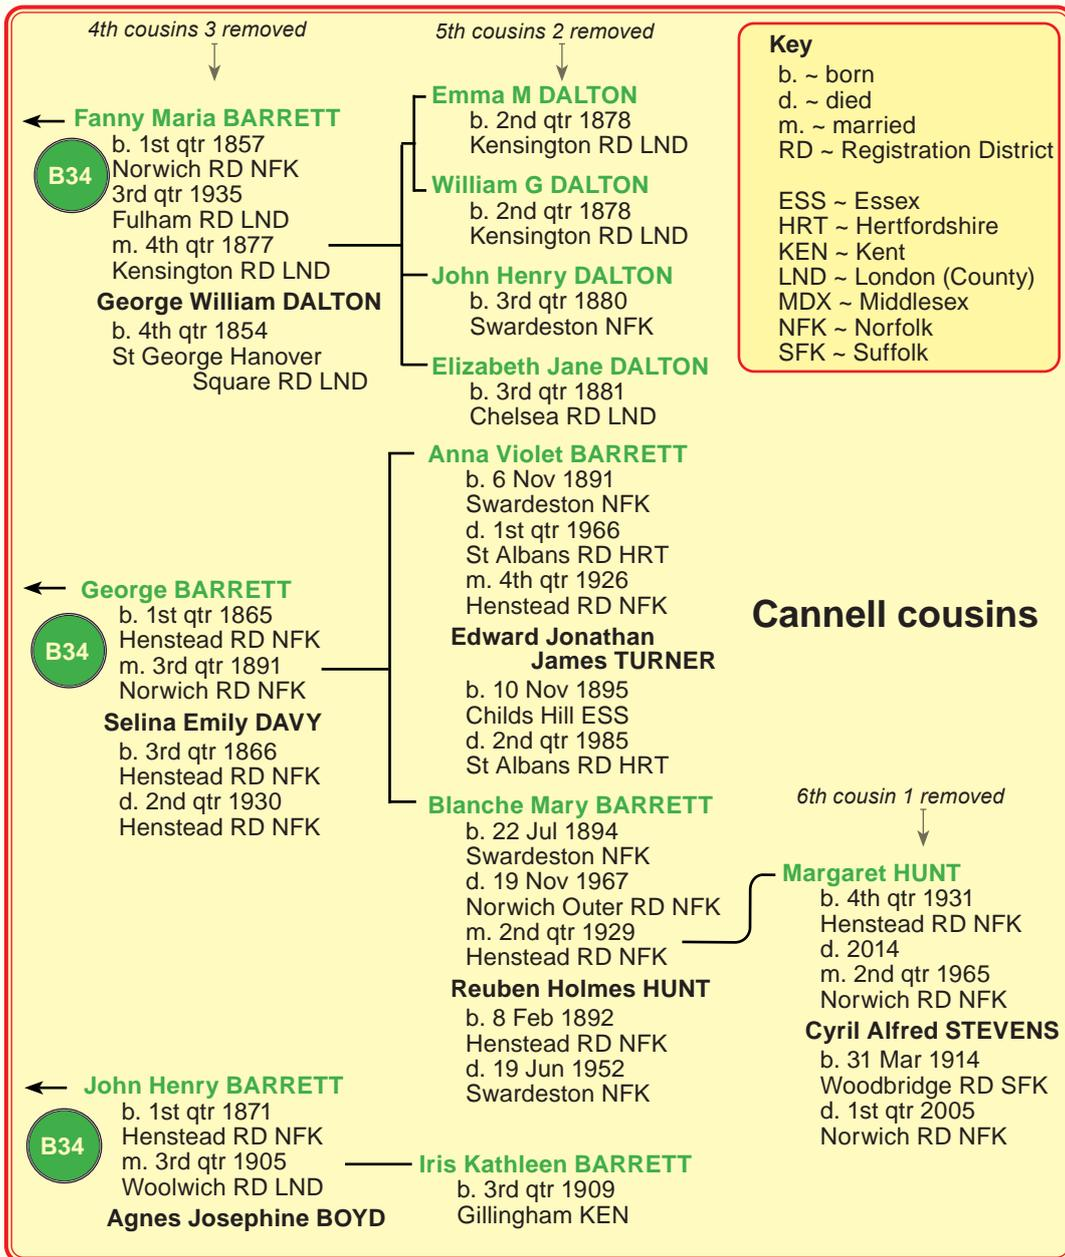 4th cousins 3 removed
Fanny Maria BARRETT
B34
b. 1st qtr 1857
Norwich RD NFK
3rd qtr 1935
Fulham RD LND
m. 4th qtr 1877
Kensington RD LND
George William DALTON
b. 4th qtr 1854
St George Hanover
Square RD LND
George BARRETT
B34
b. 1st qtr 1865
Henstead RD NFK
m. 3rd qtr 1891
Norwich RD NFK
Selina Emily DAVY
b. 3rd qtr 1866
Henstead RD NFK
d. 2nd qtr 1930
Henstead RD NFK
John Henry BARRETT
B34
b. 1st qtr 1871
Henstead RD NFK
m. 3rd qtr 1905
Woolwich RD LND
Agnes Josephine BOYD
5th cousins 2 removed
Emma M DALTON
b. 2nd qtr 1878
Kensington RD LND
William G DALTON
b. 2nd qtr 1878
Kensington RD LND
John Henry DALTON
b. 3rd qtr 1880
Swardeston NFK
Elizabeth Jane DALTON
b. 3rd qtr 1881
Chelsea RD LND
Anna Violet BARRETT
b. 6 Nov 1891
Swardeston NFK
d. 1st qtr 1966
St Albans RD HRT
m. 4th qtr 1926
Henstead RD NFK
Edward Jonathan
James TURNER
b. 10 Nov 1895
Childs Hill ESS
d. 2nd qtr 1985
St Albans RD HRT
Blanche Mary BARRETT
b. 22 Jul 1894
Swardeston NFK
d. 19 Nov 1967
Norwich Outer RD NFK
m. 2nd qtr 1929
Henstead RD NFK
Reuben Holmes HUNT
b. 8 Feb 1892
Henstead RD NFK
d. 19 Jun 1952
Swardeston NFK
Iris Kathleen BARRETT
b. 3rd qtr 1909
Gillingham KEN
Key
b. ~ born
d. ~ died
m. ~ married
RD ~ Registration District
ESS ~ Essex
HRT ~ Hertfordshire
KEN ~ Kent
LND ~ London (County)
MDX ~ Middlesex
NFK ~ Norfolk
SFK ~ Suffolk
Cannell cousins
6th cousin 1 removed
Margaret HUNT
b. 4th qtr 1931
Henstead RD NFK
d. 2014
m. 2nd qtr 1965
Norwich RD NFK
Cyril Alfred STEVENS
b. 31 Mar 1914
Woodbridge RD SFK
d. 1st qtr 2005
Norwich RD NFK